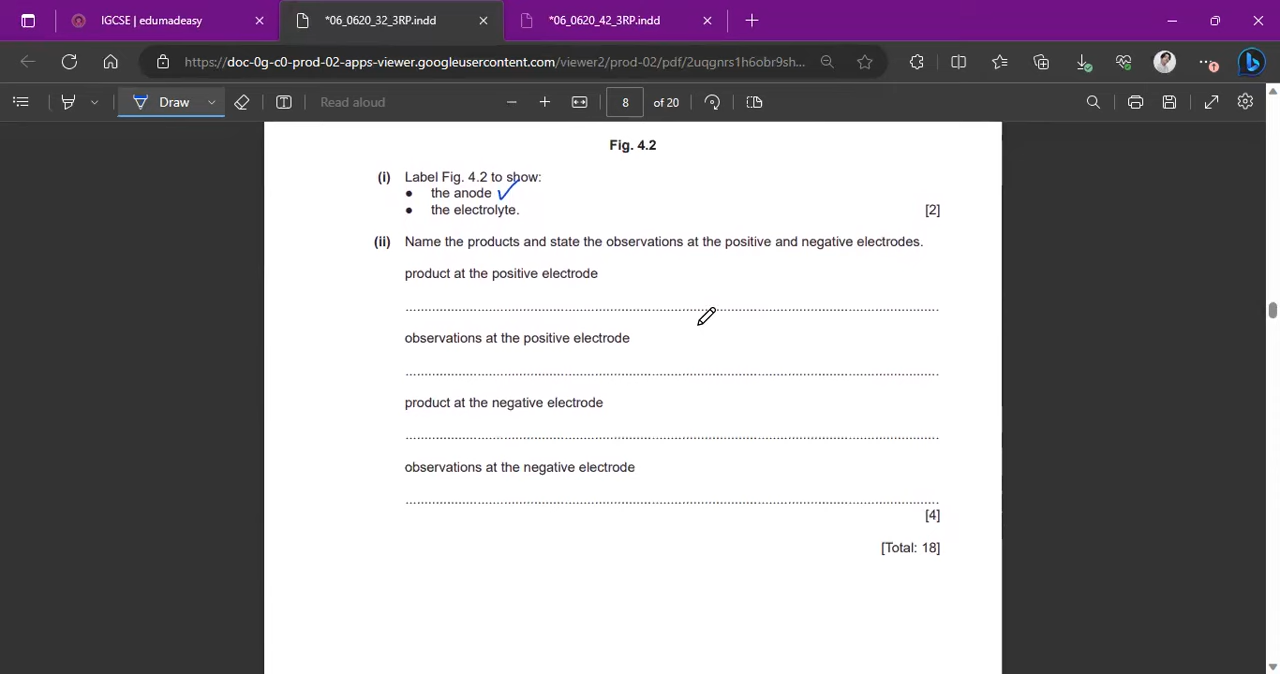 IGCSE | edumadeasy
*06_0620_32_3RP.indd
*06_0620_42_3RP.indd
https://doc-0g-c0-prod-02-apps-viewer.googleusercontent.com/viewer2/prod-02/pdf/2uqgnrs1h6obr9sh...
Draw
Read aloud
8 of 20
Fig. 4.2
(i) Label Fig. 4.2 to show:
• the anode
• the electrolyte. [2]
(ii) Name the products and state the observations at the positive and negative electrodes.
product at the positive electrode
observations at the positive electrode
product at the negative electrode
observations at the negative electrode
[4]
[Total: 18]